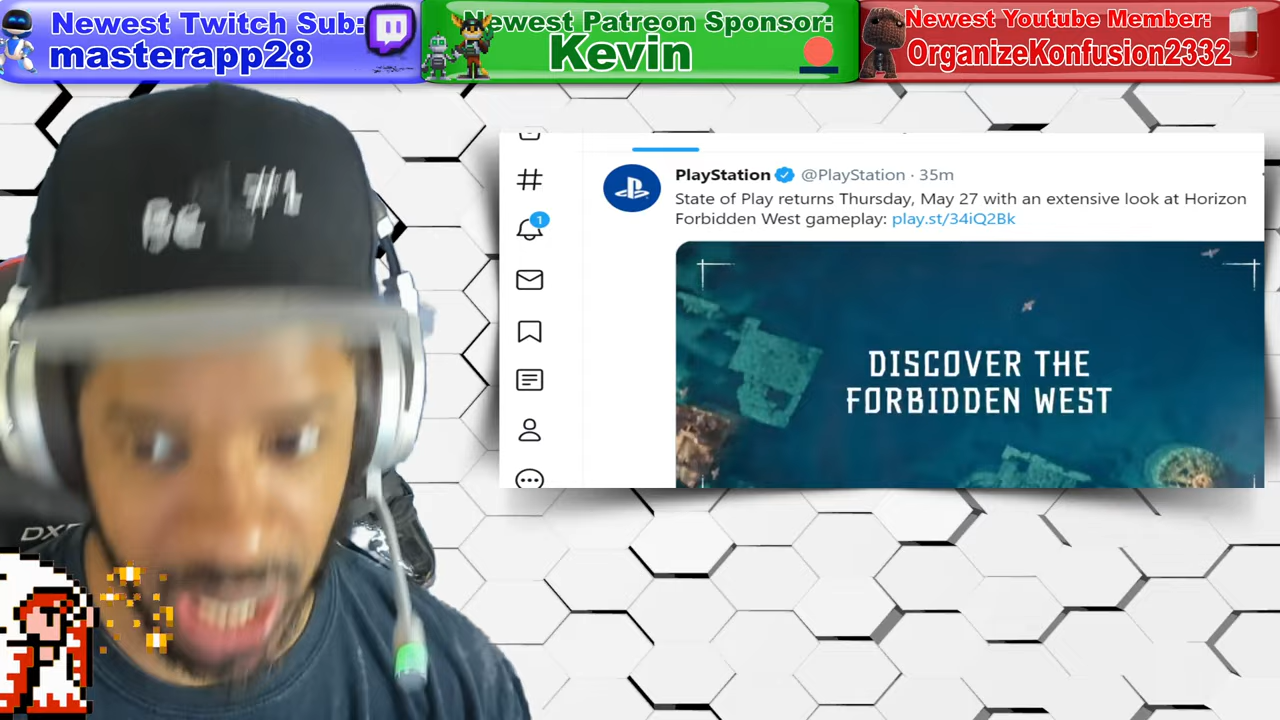 Newest Twitch Sub:
masterapp28
Newest Patreon Sponsor:
Kevin
Newest Youtube Member:
OrganizeKonfusion2332
PlayStation @PlayStation · 35m
State of Play returns Thursday, May 27 with an extensive look at Horizon
Forbidden West gameplay: play.st/34iQ2Bk
1
DISCOVER THE
FORBIDDEN WEST
#1